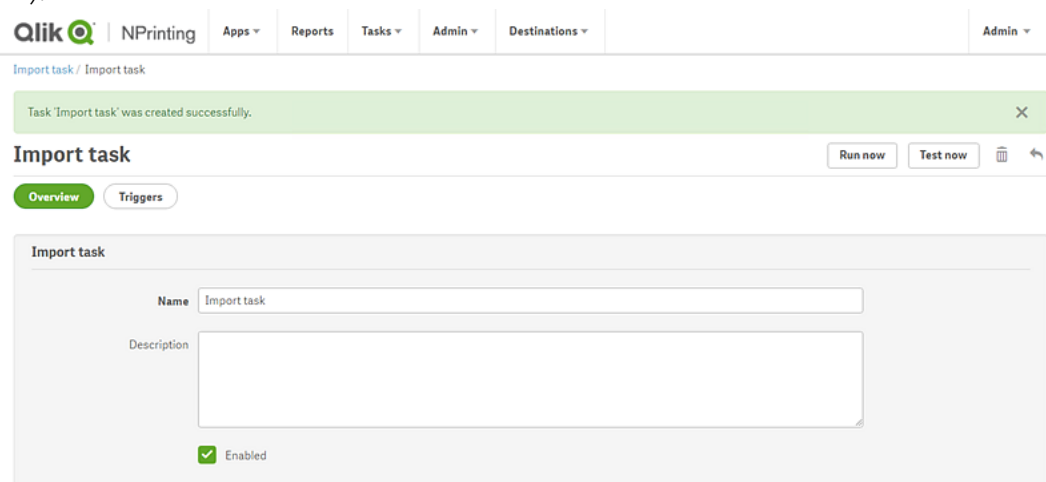 Qlik NPrinting Apps Reports Tasks Admin Destinations Admin
Import task / Import task
Task 'Import task' was created successfully.
Import task Run now Test now
Overview Triggers
Import task
Name Import task
Description
Enabled